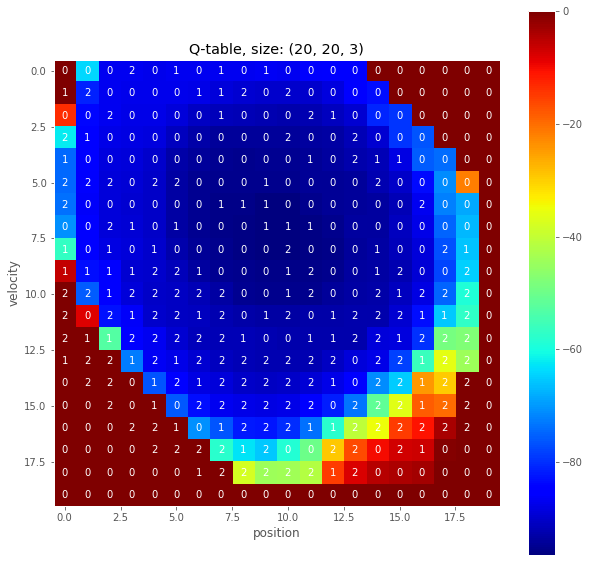 Q-table, size: (20, 20, 3)
0.0 0 0 0 2 0 1 0 1 0 1 0 0 0 0 0 0 0 0 0 0
1 2 0 0 0 0 1 1 2 0 2 0 0 0 0 0 0 0 0 0
0 0 2 0 0 0 0 1 0 0 0 2 1 0 0 0 0 0 0 0
2.5
2 1 0 0 0 0 0 0 0 0 2 0 0 2 0 0 0 0 0 0
1 0 0 0 0 0 0 0 0 0 0 1 0 2 1 1 0 0 0 0
5.0 2 2 2 0 2 2 0 0 0 1 0 0 0 0 2 0 0 0 0 0
2 0 0 0 0 0 0 1 1 1 0 0 0 0 0 0 2 0 0 0
0 0 2 1 0 1 0 0 0 1 1 1 0 0 0 0 0 0 0 0
7.5
1 0 1 0 1 0 0 0 0 0 2 0 0 0 1 0 0 2 1 0
1 1 1 1 2 2 1 0 0 0 1 2 0 0 1 2 0 0 2 0
10.0 2 2 1 2 2 2 2 1 0 0 1 2 0 0 2 1 2 2 2 0
2 0 2 1 2 2 1 2 0 1 2 0 1 1 2 2 2 1 2 0
2 1 1 2 2 2 2 2 1 0 0 1 1 2 2 1 2 2 2 0
12.5
1 2 2 1 2 1 2 2 2 2 2 2 2 0 2 2 1 2 2 0
0 2 2 0 1 2 1 2 2 2 2 2 1 0 2 2 2 2 2 0
15.0 0 0 2 0 1 0 2 2 2 2 2 2 0 2 2 2 1 2 2 0
0 0 0 2 2 1 0 1 2 2 2 1 1 2 2 2 2 2 2 0
0 0 0 0 2 2 2 2 1 2 0 0 2 2 0 2 1 0 0 0
17.5
0 0 0 0 0 0 1 2 2 2 2 2 1 2 0 0 0 0 0 0
0 0 0 0 0 0 0 0 0 0 0 0 0 0 0 0 0 0 0 0
0.0 2.5 5.0 7.5 10.0 12.5 15.0 17.5
position
velocity
0
−20
−40
−60
−80